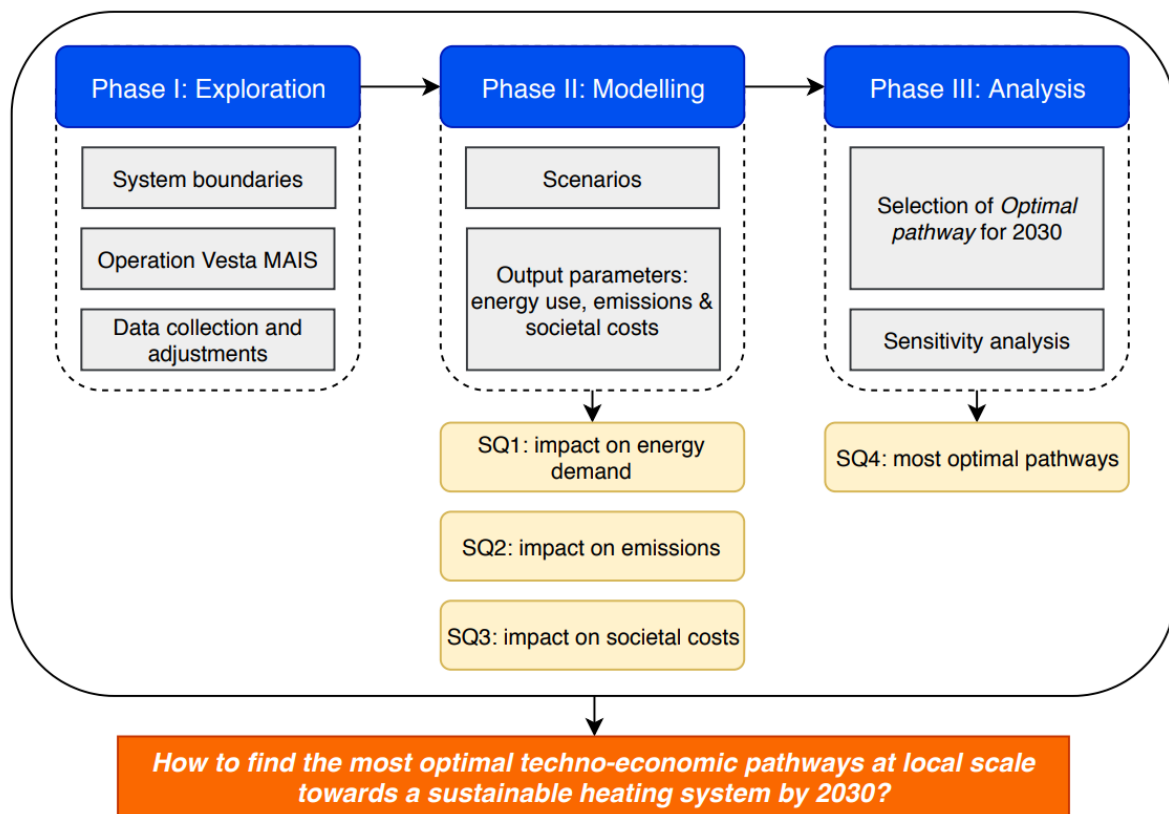 Phase I: Exploration
System boundaries
Operation Vesta MAIS
Data collection and
adjustments
Phase II: Modelling
Scenarios
Output parameters:
energy use, emissions &
societal costs
SQ1: impact on energy
demand
SQ2: impact on emissions
SQ3: impact on societal costs
Phase III: Analysis
Selection of Optimal
pathway for 2030
Sensitivity analysis
SQ4: most optimal pathways
How to find the most optimal techno-economic pathways at local scale
towards a sustainable heating system by 2030?